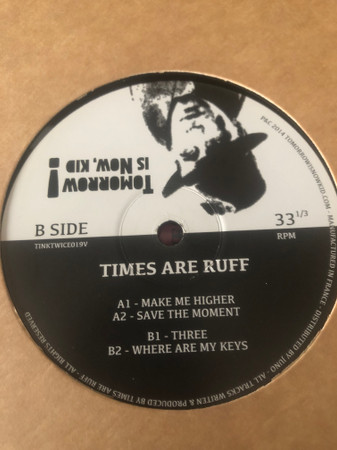 TOMORROW
IS NOW, KID!
B SIDE
TINKTWICE019V
33 1/3
RPM
TIMES ARE RUFF
A1 - MAKE ME HIGHER
A2 - SAVE THE MOMENT
B1 - THREE
B2 - WHERE ARE MY KEYS
P&C 2014 TOMORROWISNOWKID.COM - MANUFACTURED IN FRANCE - DISTRIBUTED BY JUNO - ALL TRACKS WRITEN & PRODUCED BY TIMES ARE RUFF - ALL RIGHTS RESERVED